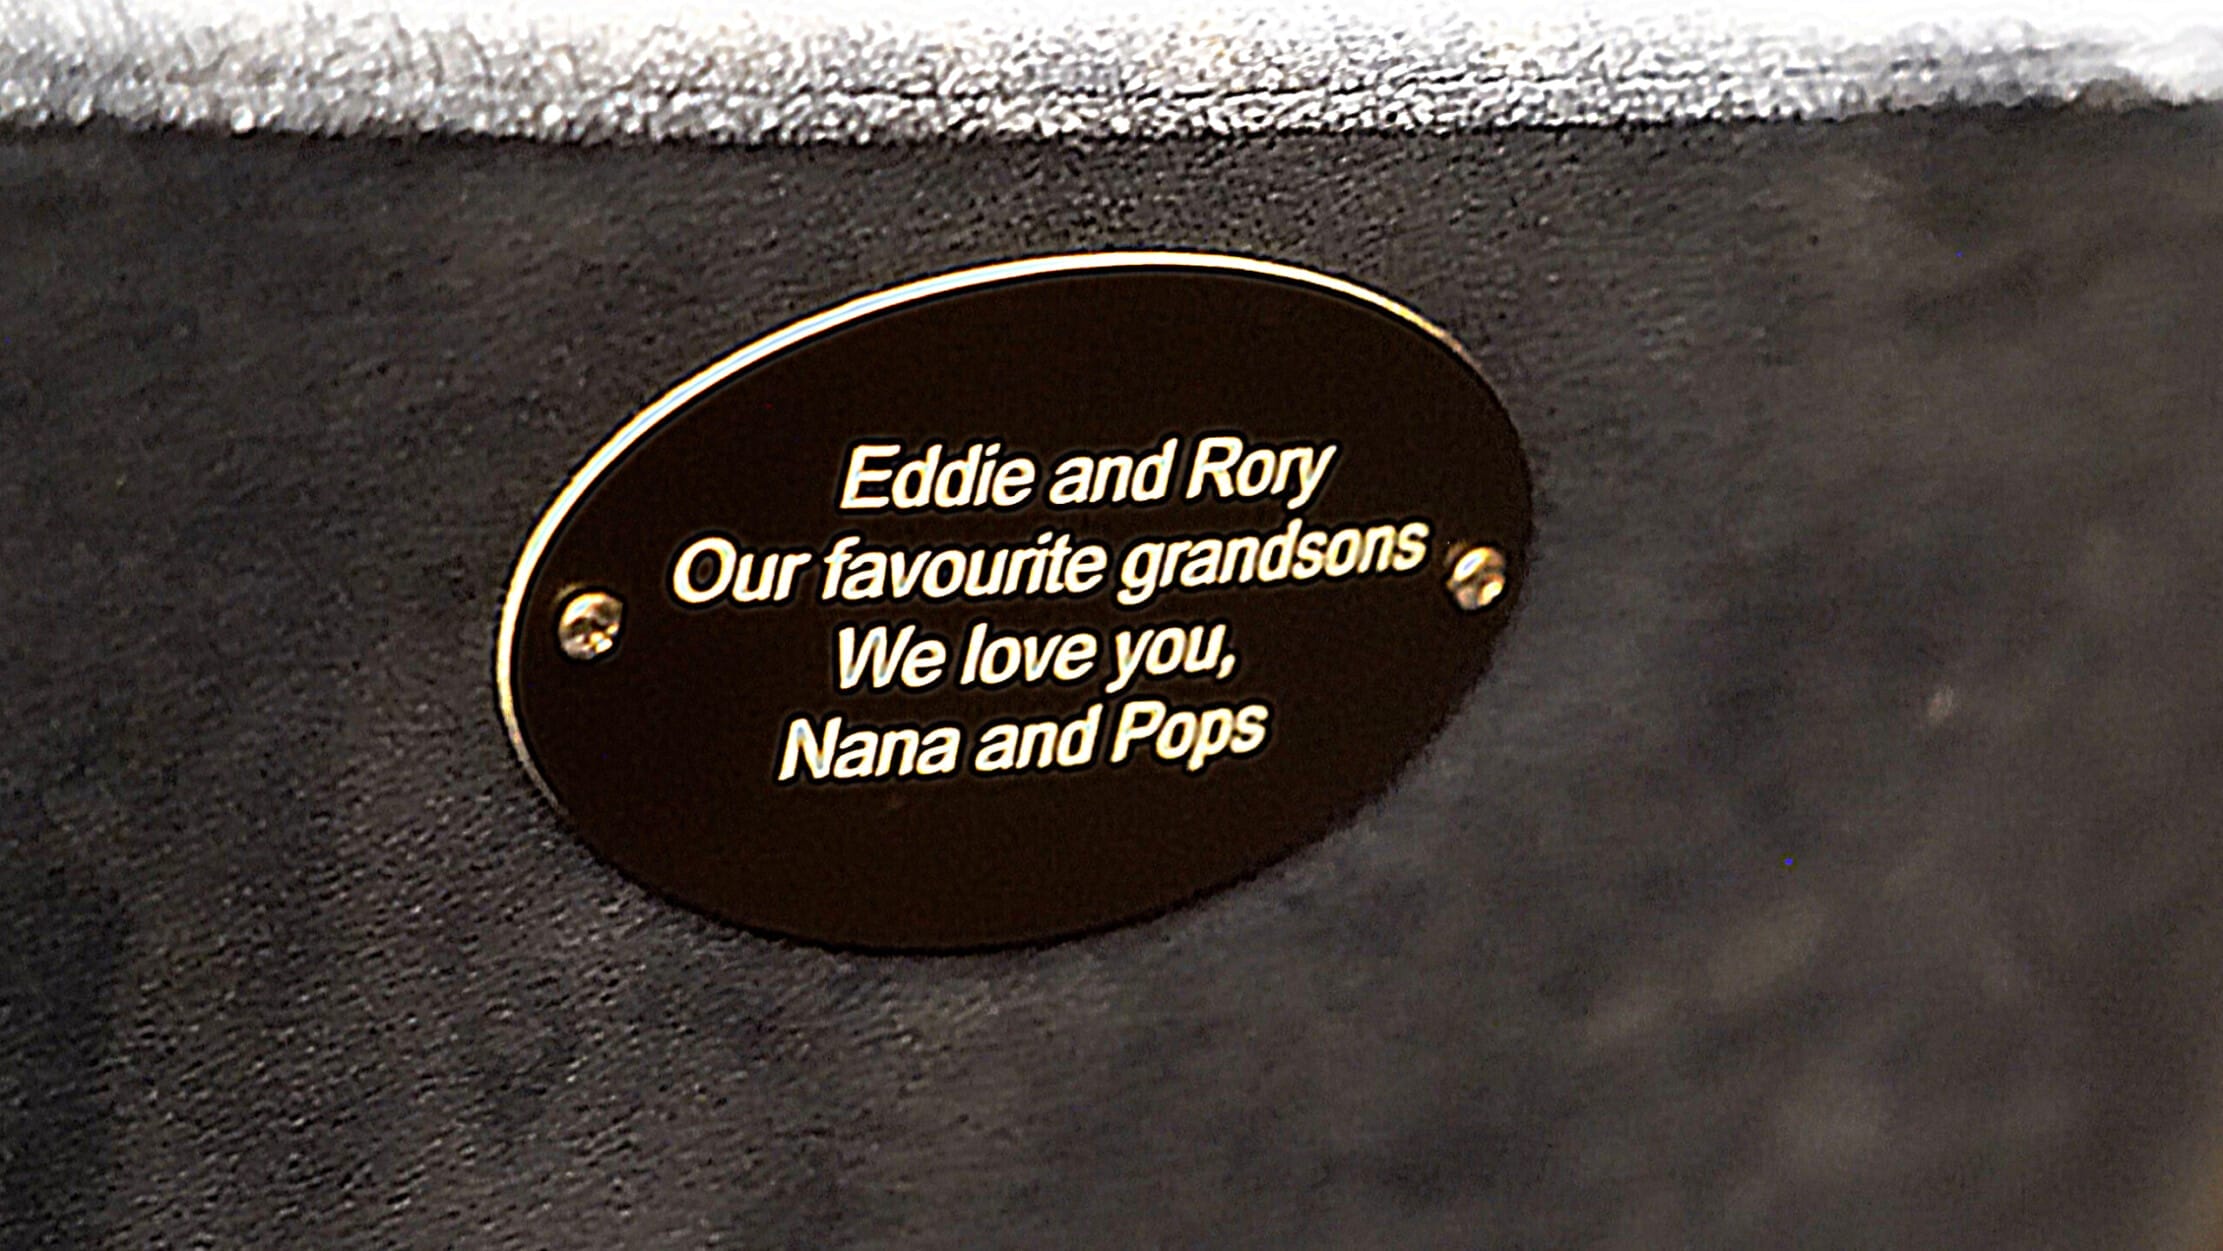 Eddie and Rory
Our favourite grandsons
We love you,
Nana and Pops